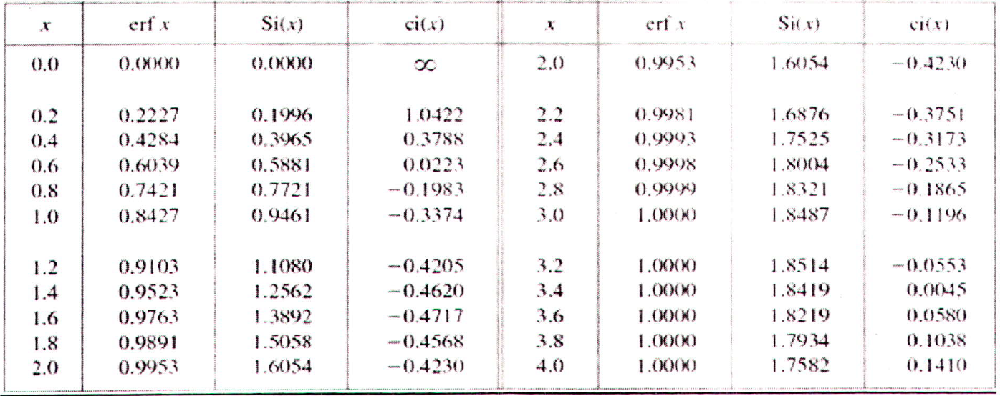 x erf x Si(x) ci(x) x erf x Si(x) ci(x)
0.0 0.0000 0.0000 ∞ 2.0 0.9953 1.6054 −0.4230
0.2 0.2227 0.1996 1.0422 2.2 0.9981 1.6876 −0.3751
0.4 0.4284 0.3965 0.3788 2.4 0.9993 1.7525 −0.3173
0.6 0.6039 0.5881 0.0223 2.6 0.9998 1.8004 −0.2533
0.8 0.7421 0.7721 −0.1983 2.8 0.9999 1.8321 −0.1865
1.0 0.8427 0.9461 −0.3374 3.0 1.0000 1.8487 −0.1196
1.2 0.9103 1.1080 −0.4205 3.2 1.0000 1.8514 −0.0553
1.4 0.9523 1.2562 −0.4620 3.4 1.0000 1.8419 0.0045
1.6 0.9763 1.3892 −0.4717 3.6 1.0000 1.8219 0.0580
1.8 0.9891 1.5058 −0.4568 3.8 1.0000 1.7934 0.1038
2.0 0.9953 1.6054 −0.4230 4.0 1.0000 1.7582 0.1410